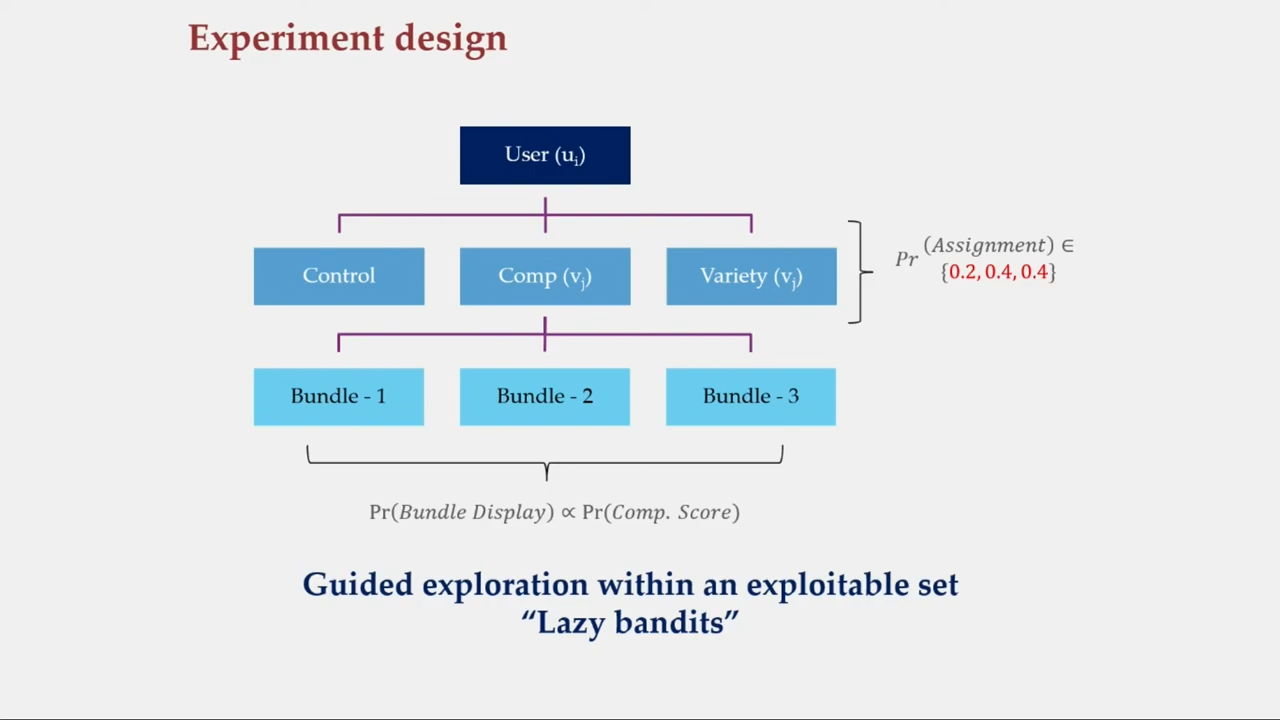 Experiment design
User (uᵢ)
Control
Comp (vⱼ)
Variety (vⱼ)
Pr (Assignment) ∈
{0.2, 0.4, 0.4}
Bundle - 1
Bundle - 2
Bundle - 3
Pr(Bundle Display) ∝ Pr(Comp. Score)
Guided exploration within an exploitable set
“Lazy bandits”